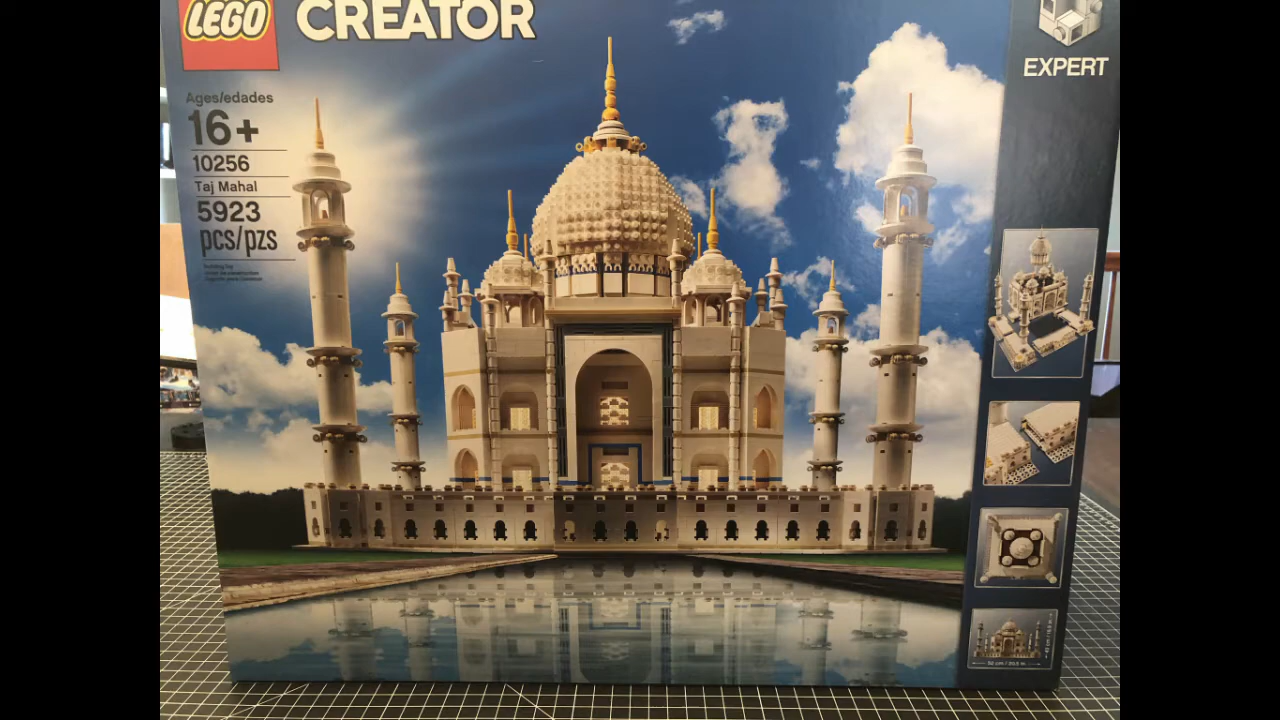 LEGO
CREATOR
EXPERT
Ages/edades
16+
10256
Taj Mahal
5923
pcs/pzs